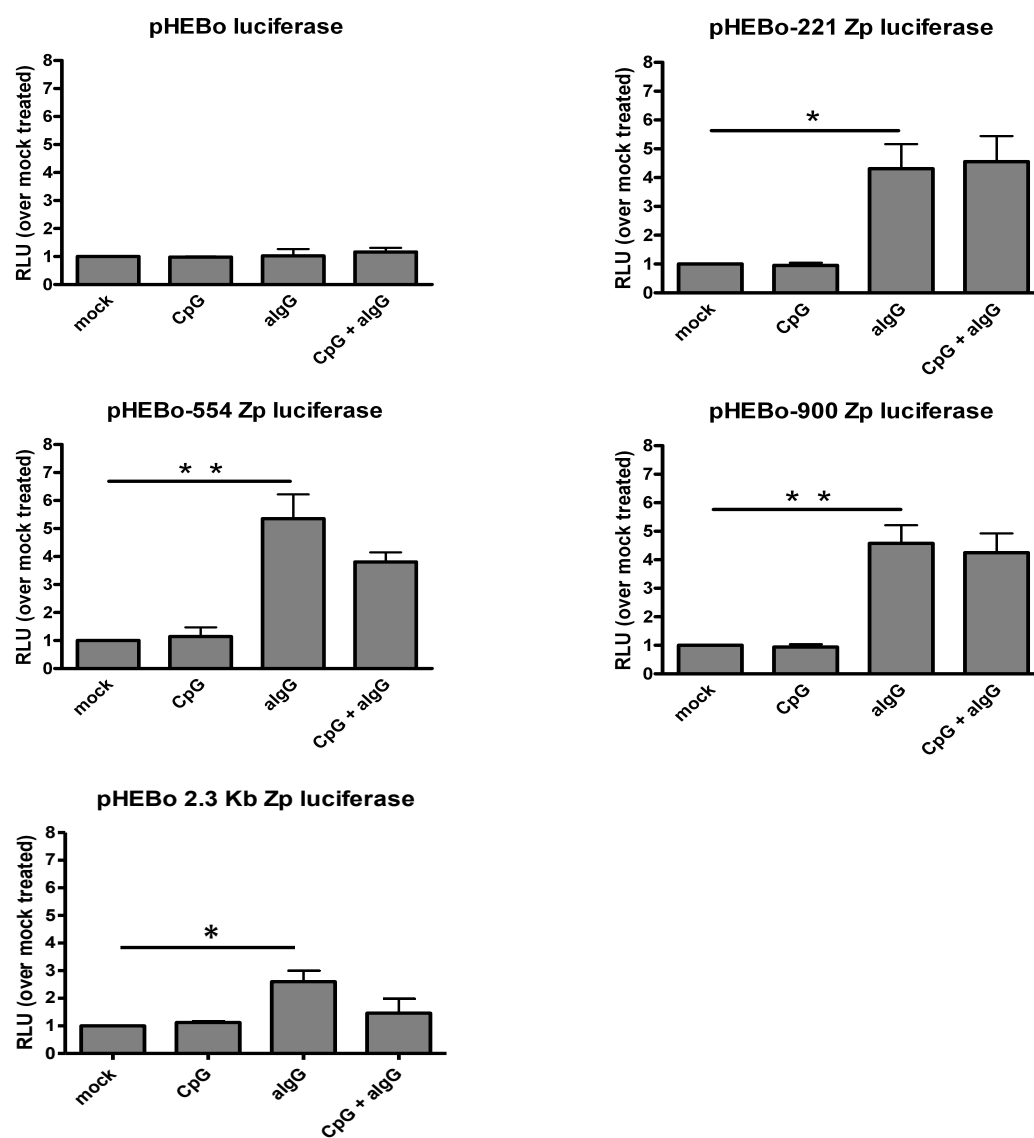 pHEBo luciferase
RLU (over mock treated)
8
7
6
5
4
3
2
1
0
mock
CpG
aIgG
CpG + aIgG
pHEBo-221 Zp luciferase
RLU (over mock treated)
8
7
6
5
4
3
2
1
0
*
mock
CpG
aIgG
CpG + aIgG
pHEBo-554 Zp luciferase
RLU (over mock treated)
8
7
6
5
4
3
2
1
0
* *
mock
CpG
aIgG
CpG + aIgG
pHEBo-900 Zp luciferase
RLU (over mock treated)
8
7
6
5
4
3
2
1
0
* *
mock
CpG
aIgG
CpG + aIgG
pHEBo 2.3 Kb Zp luciferase
RLU (over mock treated)
8
7
6
5
4
3
2
1
0
*
mock
CpG
aIgG
CpG + aIgG